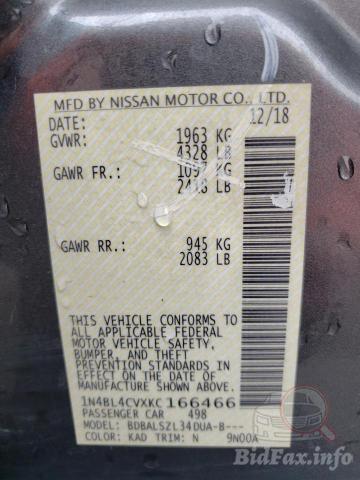 MFD BY NISSAN MOTOR CO., LTD.
DATE: 12/18
GVWR: 1963 KG
4328 LB
GAWR FR: KG
LB
GAWR RR: 945 KG
2083 LB
THIS VEHICLE CONFORMS TO
ALL APPLICABLE FEDERAL
MOTOR VEHICLE SAFETY,
BUMPER, AND THEFT
PREVENTION STANDARDS IN
EFFECT ON THE DATE OF
MANUFACTURE SHOWN ABOVE.
1N4BL4CVXKC166466
PASSENGER CAR 498
MODEL: BDBALSZL34DUA-B---
COLOR: KAD TRIM: N 9N00A
BidFax.info